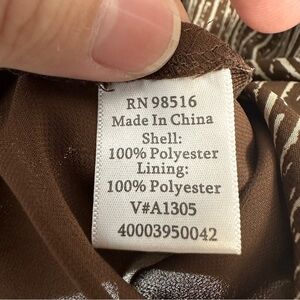 RN 98516
Made In China
Shell:
100% Polyester
Lining:
100% Polyester
V#A1305
40003950042